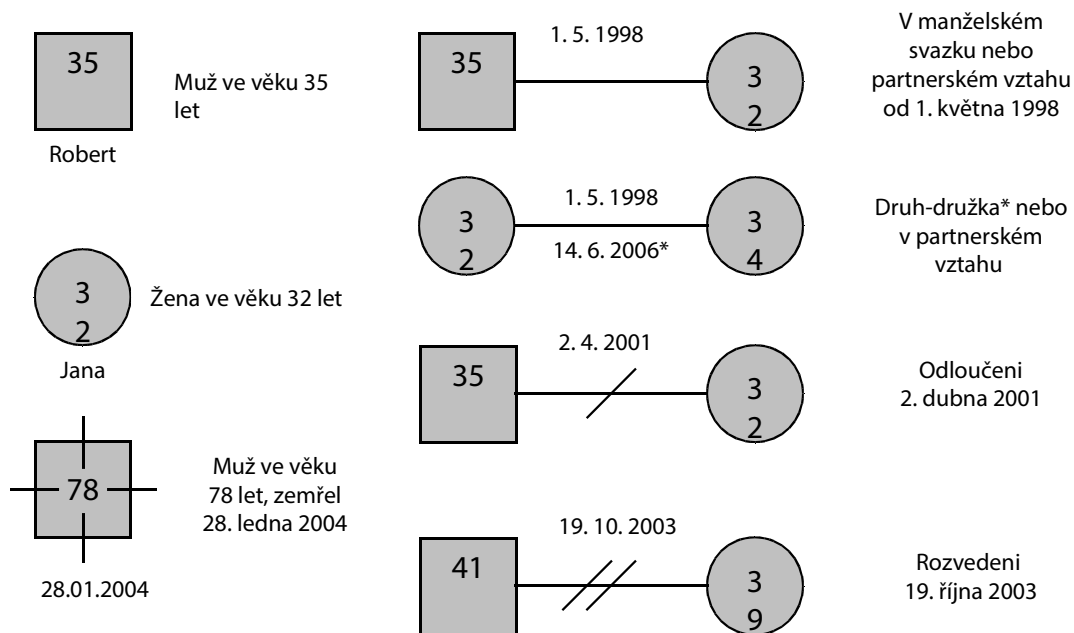 35
Muž ve věku 35
let
Robert
3
2
Žena ve věku 32 let
Jana
78
Muž ve věku
78 let, zemřel
28. ledna 2004
28.01.2004
1. 5. 1998
35
3
2
V manželském
svazku nebo
partnerském vztahu
od 1. května 1998
1. 5. 1998
3
2
14. 6. 2006*
3
4
Druh-družka* nebo
v partnerském
vztahu
2. 4. 2001
35
3
2
Odloučeni
2. dubna 2001
19. 10. 2003
41
3
9
Rozvedeni
19. října 2003